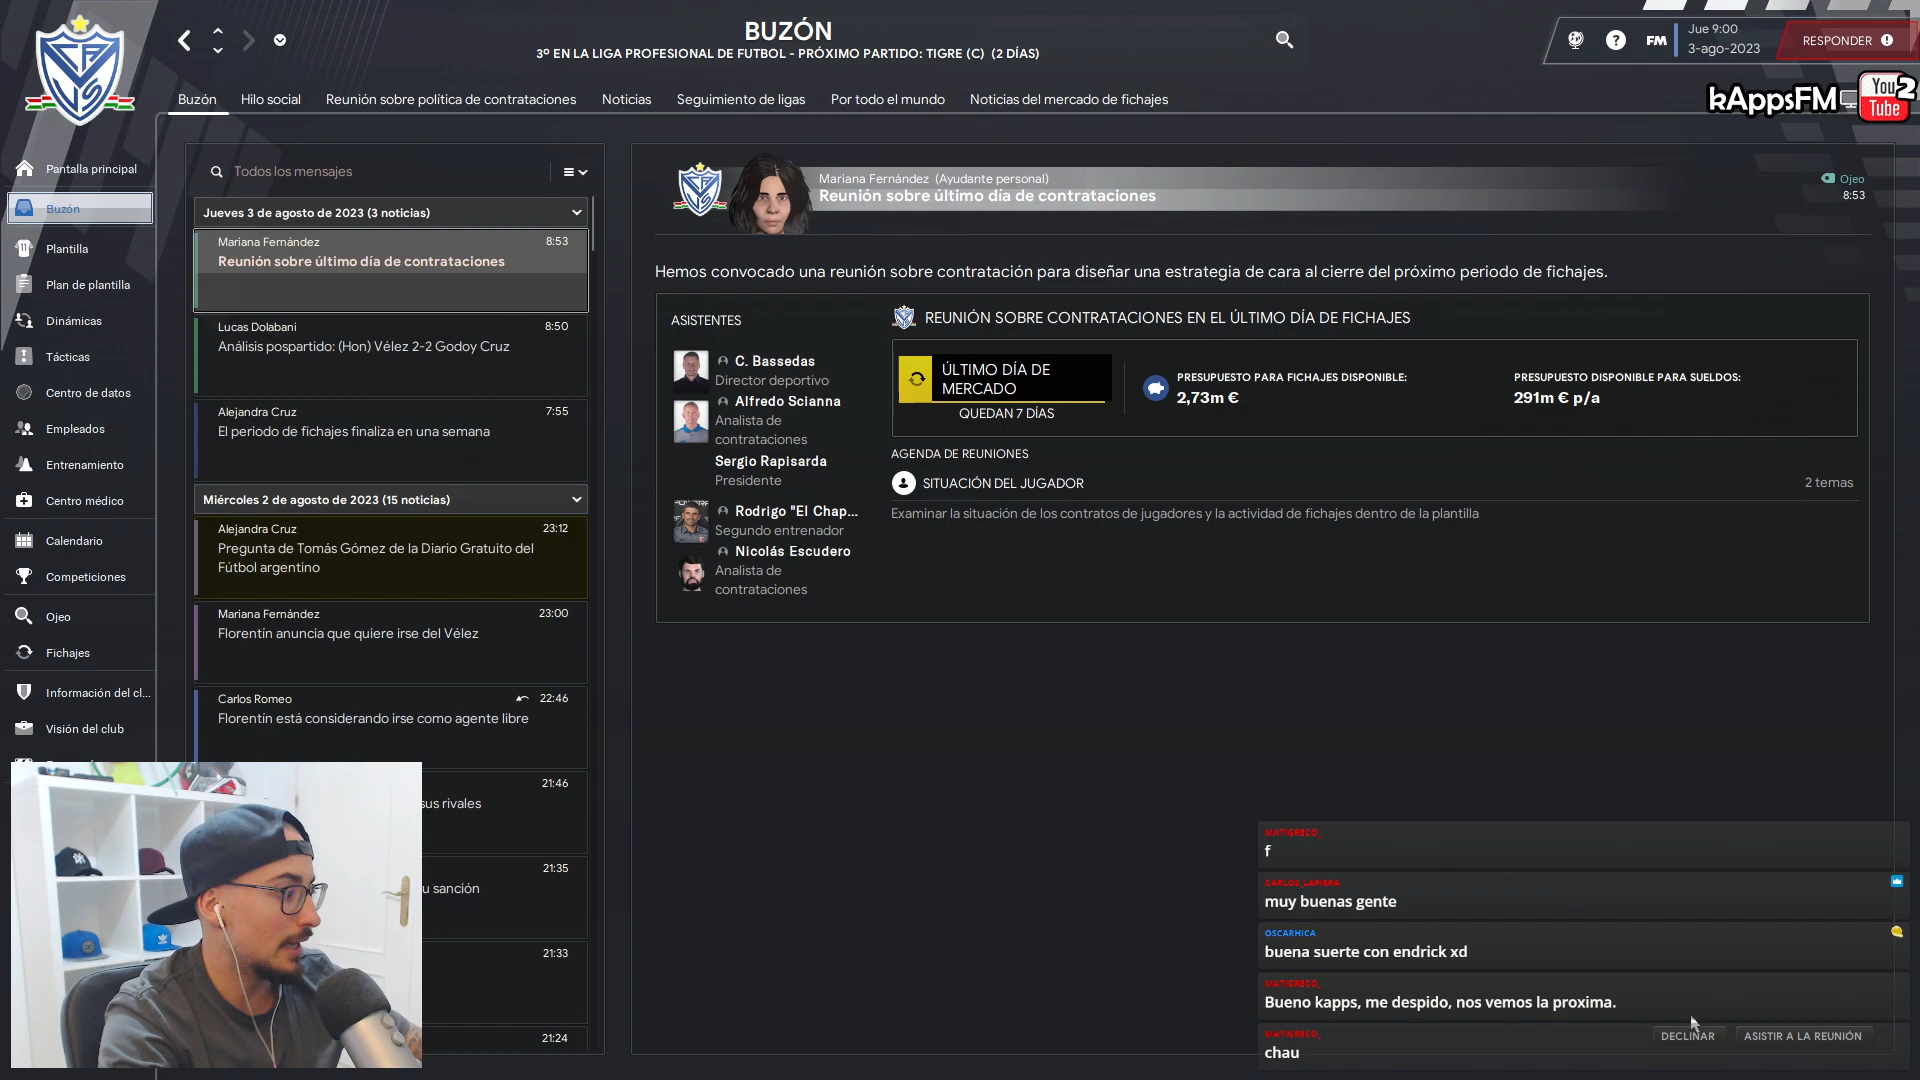 BUZÓN
3º EN LA LIGA PROFESIONAL DE FUTBOL - PRÓXIMO PARTIDO: TIGRE (C) (2 DÍAS)
FM
Jue 9:00
3-ago-2023
RESPONDER
Buzón
Hilo social
Reunión sobre política de contrataciones
Noticias
Seguimiento de ligas
Por todo el mundo
Noticias del mercado de fichajes
kAppsFM
You
Tube
2
Pantalla principal
Buzón
Plantilla
Plan de plantilla
Dinámicas
Tácticas
Centro de datos
Empleados
Entrenamiento
Centro médico
Calendario
Competiciones
Ojeo
Fichajes
Información del cl...
Visión del club
Todos los mensajes
Jueves 3 de agosto de 2023 (3 noticias)
Mariana Fernández 8:53
Reunión sobre último día de contrataciones
Lucas Dolabani 8:50
Análisis pospartido: (Hon) Vélez 2-2 Godoy Cruz
Alejandra Cruz 7:55
El periodo de fichajes finaliza en una semana
Miércoles 2 de agosto de 2023 (15 noticias)
Alejandra Cruz 23:12
Pregunta de Tomás Gómez de la Diario Gratuito del
Fútbol argentino
Mariana Fernández 23:00
Florentín anuncia que quiere irse del Vélez
Carlos Romeo 22:46
Florentín está considerando irse como agente libre
21:46
sus rivales
21:35
u sanción
21:33
21:24
Mariana Fernández (Ayudante personal)
Reunión sobre último día de contrataciones
Ojeo
8:53
Hemos convocado una reunión sobre contratación para diseñar una estrategia de cara al cierre del próximo periodo de fichajes.
ASISTENTES
C. Bassedas
Director deportivo
Alfredo Scianna
Analista de
contrataciones
Sergio Rapisarda
Presidente
Rodrigo "El Chap...
Segundo entrenador
Nicolás Escudero
Analista de
contrataciones
REUNIÓN SOBRE CONTRATACIONES EN EL ÚLTIMO DÍA DE FICHAJES
ÚLTIMO DÍA DE
MERCADO
QUEDAN 7 DÍAS
PRESUPUESTO PARA FICHAJES DISPONIBLE:
2,73m €
PRESUPUESTO DISPONIBLE PARA SUELDOS:
291m € p/a
AGENDA DE REUNIONES
SITUACIÓN DEL JUGADOR
2 temas
Examinar la situación de los contratos de jugadores y la actividad de fichajes dentro de la plantilla
MATIGRECO_
f
CARLOS_LAPIERA
muy buenas gente
OSCARHICA
buena suerte con endrick xd
MATIGRECO_
Bueno kapps, me despido, nos vemos la proxima.
MATIGRECO_
chau
DECLINAR
ASISTIR A LA REUNIÓN